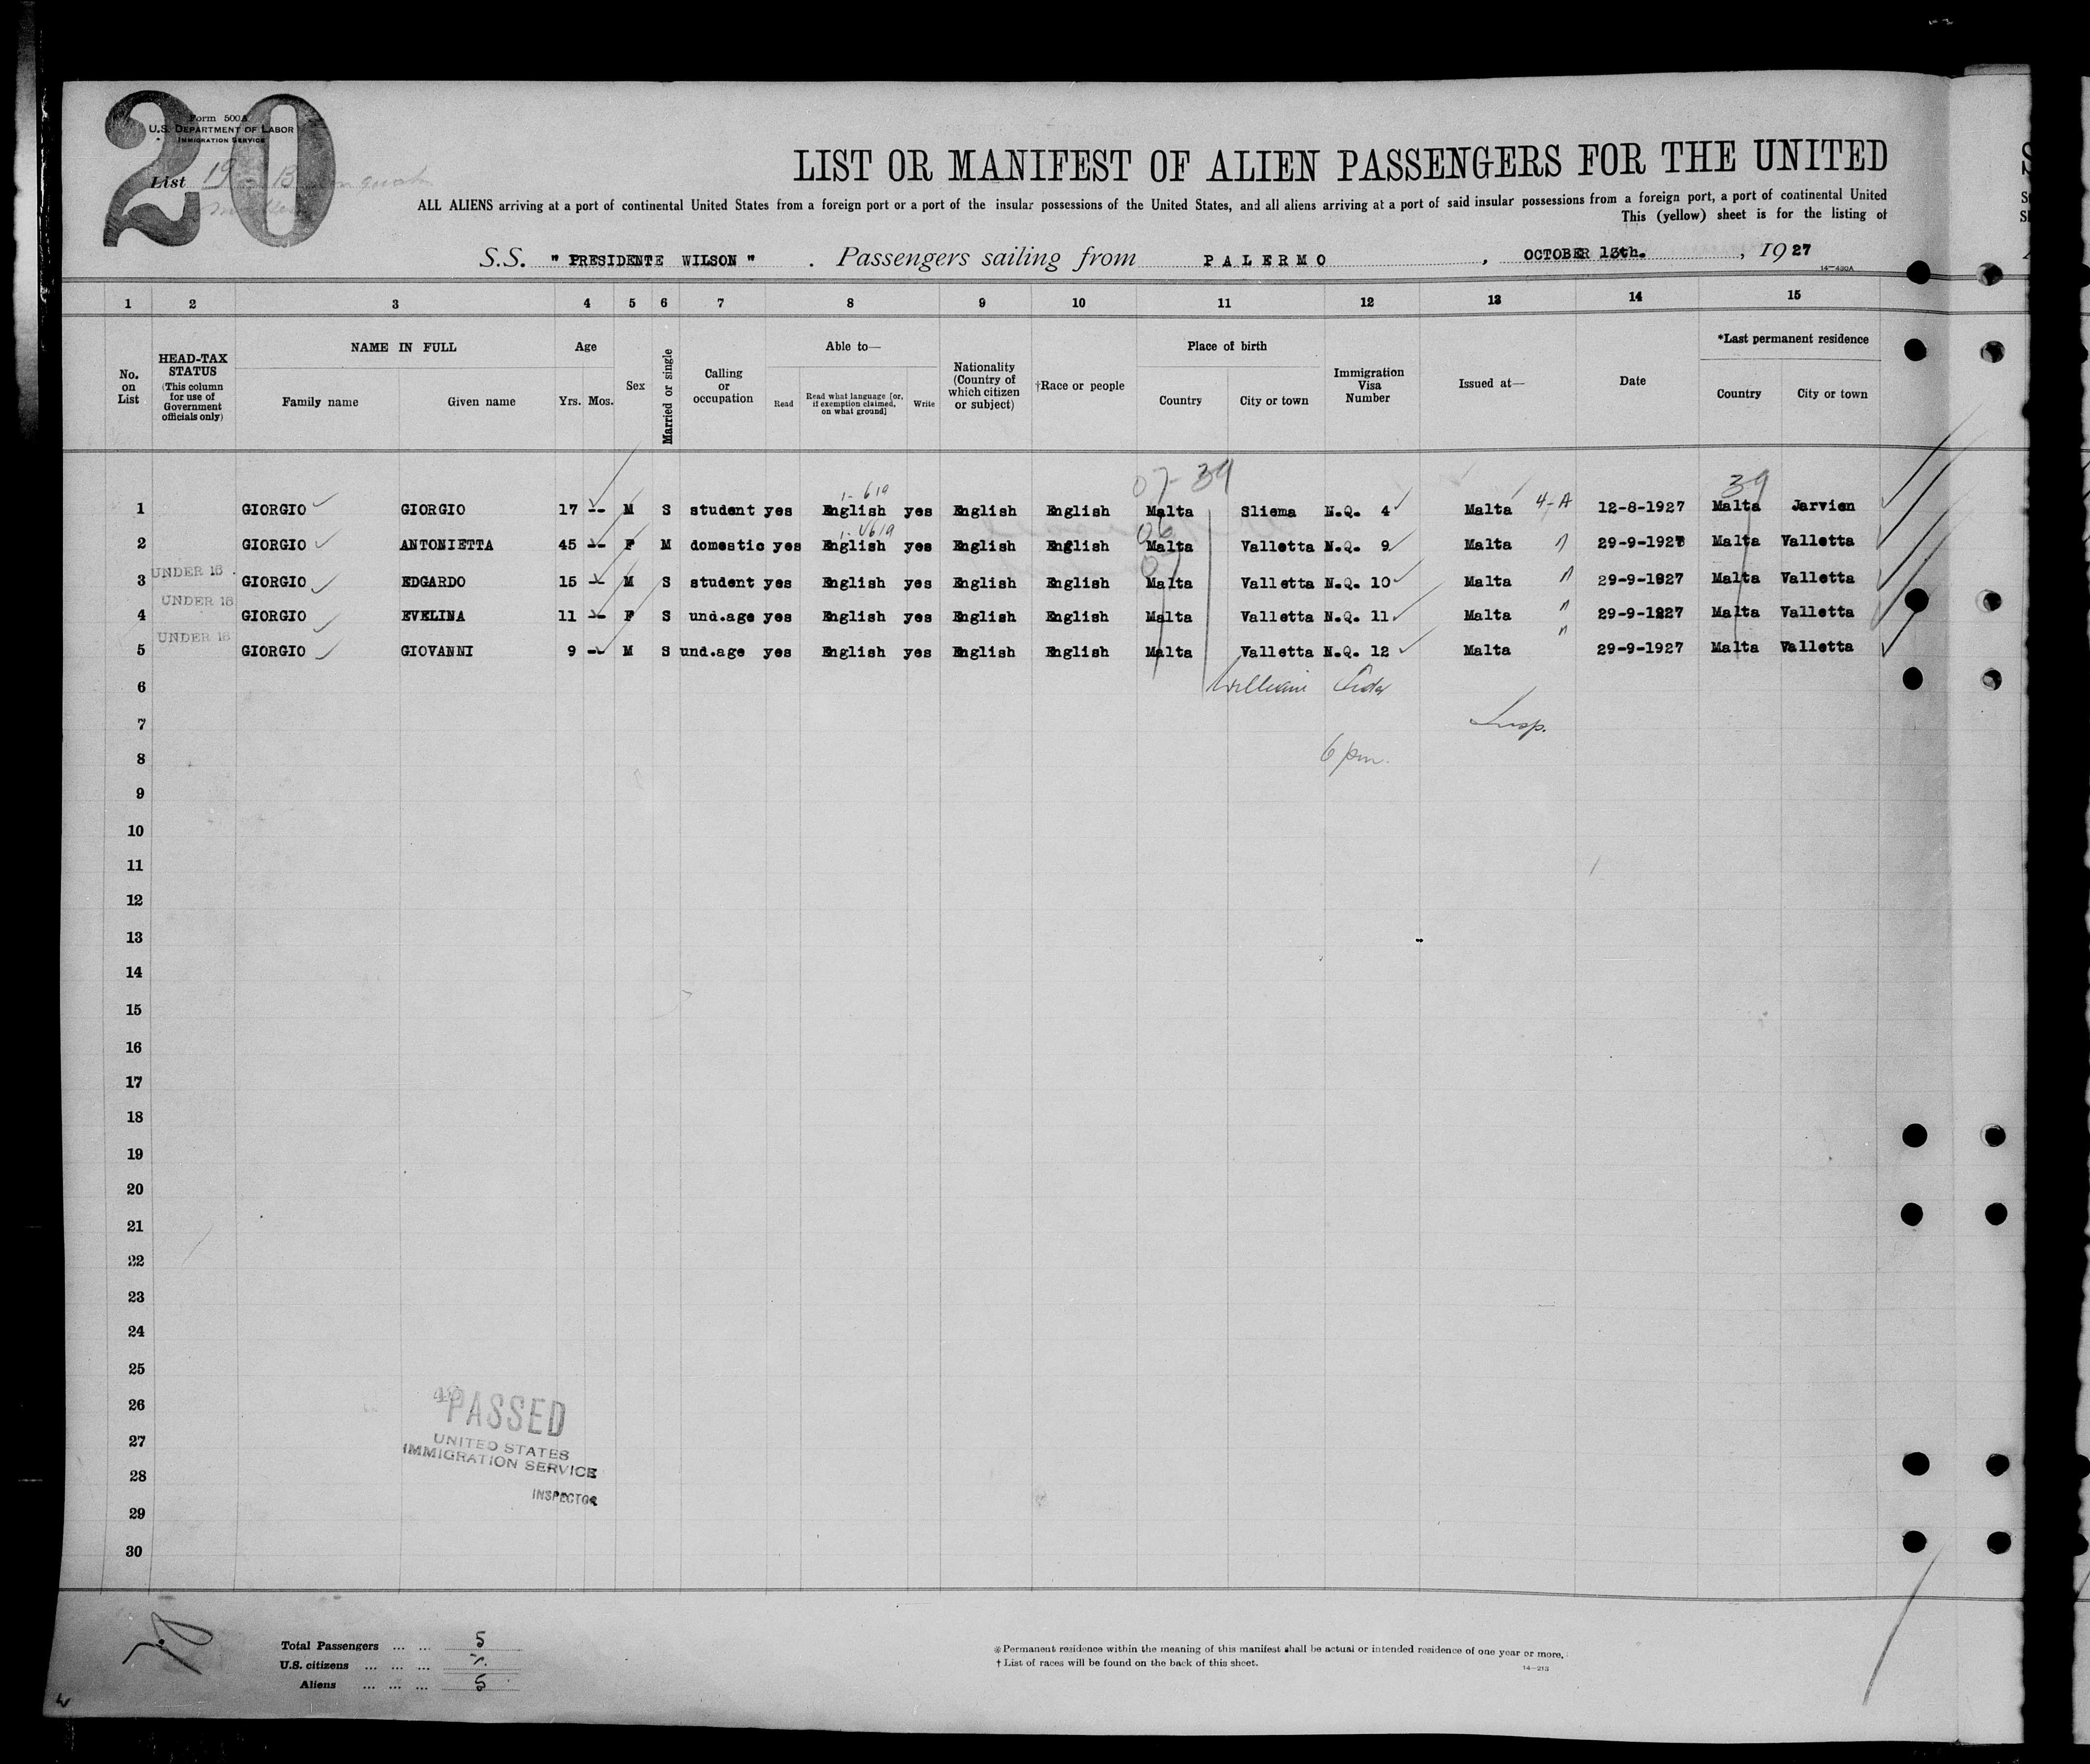 20
Form 500A
U.S. DEPARTMENT OF LABOR
IMMIGRATION SERVICE
List 19
LIST OR MANIFEST OF ALIEN PASSENGERS FOR THE UNITED
ALL ALIENS arriving at a port of continental United States from a foreign port or a port of the insular possessions of the United States, and all aliens arriving at a port of said insular possessions from a foreign port, a port of continental United
This (yellow) sheet is for the listing of
S.S. " PRESIDENTE WILSON " . Passengers sailing from PALERMO , OCTOBER 13th. , 1927
14—430A
1 2 3 4 5 6 7 8 9 10 11 12 13 14 15
No. on List
HEAD-TAX STATUS (This column for use of Government officials only)
NAME IN FULL
Family name Given name
Age
Yrs. Mos.
Sex
Married or single
Calling or occupation
Able to—
Read
Read what language [or, if exemption claimed, on what ground]
Write
Nationality (Country of which citizen or subject)
†Race or people
Place of birth
Country City or town
Immigration Visa Number
Issued at—
Date
*Last permanent residence
Country City or town
07- 39 39
1 GIORGIO GIORGIO 17 -- M S student yes English yes English English Malta Sliema N.Q. 4 Malta 4-A 12-8-1927 Malta Jarvien
2 GIORGIO ANTONIETTA 45 -- F M domestic yes English yes English English Malta Valletta N.Q. 9 Malta 29-9-1927 Malta Valletta
UNDER 16
3 GIORGIO EDGARDO 15 -- M S student yes English yes English English Malta Valletta N.Q. 10 Malta 29-9-1927 Malta Valletta
UNDER 16
4 GIORGIO EVELINA 11 -- F S und.age yes English yes English English Malta Valletta N.Q. 11 Malta 29-9-1927 Malta Valletta
UNDER 16
5 GIORGIO GIOVANNI 9 -- M S und.age yes English yes English English Malta Valletta N.Q. 12 Malta 29-9-1927 Malta Valletta
6 William
7 Insp.
8 6 pm.
9
10
11
12
13
14
15
16
17
18
19
20
21
22
23
24
25
26
27
28
29
30
PASSED
UNITED STATES
IMMIGRATION SERVICE
INSPECTOR
Total Passengers ... ... 5
U.S. citizens ... ... ...
Aliens ... ... ... 5
*Permanent residence within the meaning of this manifest shall be actual or intended residence of one year or more.
† List of races will be found on the back of this sheet.
14—213